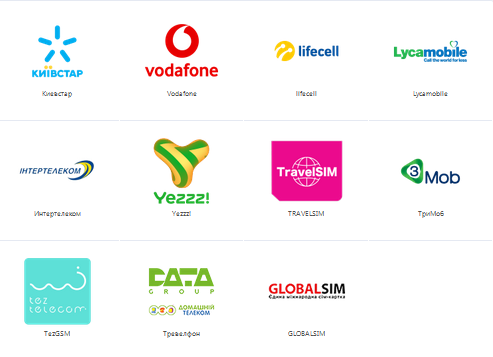 КИЇВСТАР
vodafone
lifecell
Lycamobile
Call the world for less
Киевстар
Vodafone
lifecell
Lycamobile
ІНТЕРТЕЛЕКОМ
Yezzz!
TravelSIM
3Mob
Интертелеком
Yezzz!
TRAVELSIM
ТриМоб
tez
telecom
DATA
GROUP
ДОМАШНІЙ
ТЕЛЕКОМ
GLOBALSIM
Єдина міжнародна сім-картка
TezGSM
Тревелфон
GLOBALSIM